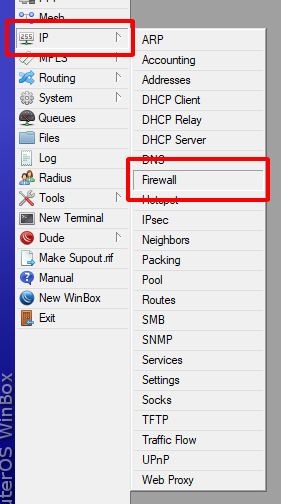 Mesh
IP
MPLS
Routing
System
Queues
Files
Log
Radius
Tools
New Terminal
Dude
Make Supout.rif
Manual
New WinBox
Exit
ARP
Accounting
Addresses
DHCP Client
DHCP Relay
DHCP Server
DNS
Firewall
Hotspot
IPsec
Neighbors
Packing
Pool
Routes
SMB
SNMP
Services
Settings
Socks
TFTP
Traffic Flow
UPnP
Web Proxy
uterOS WinBox